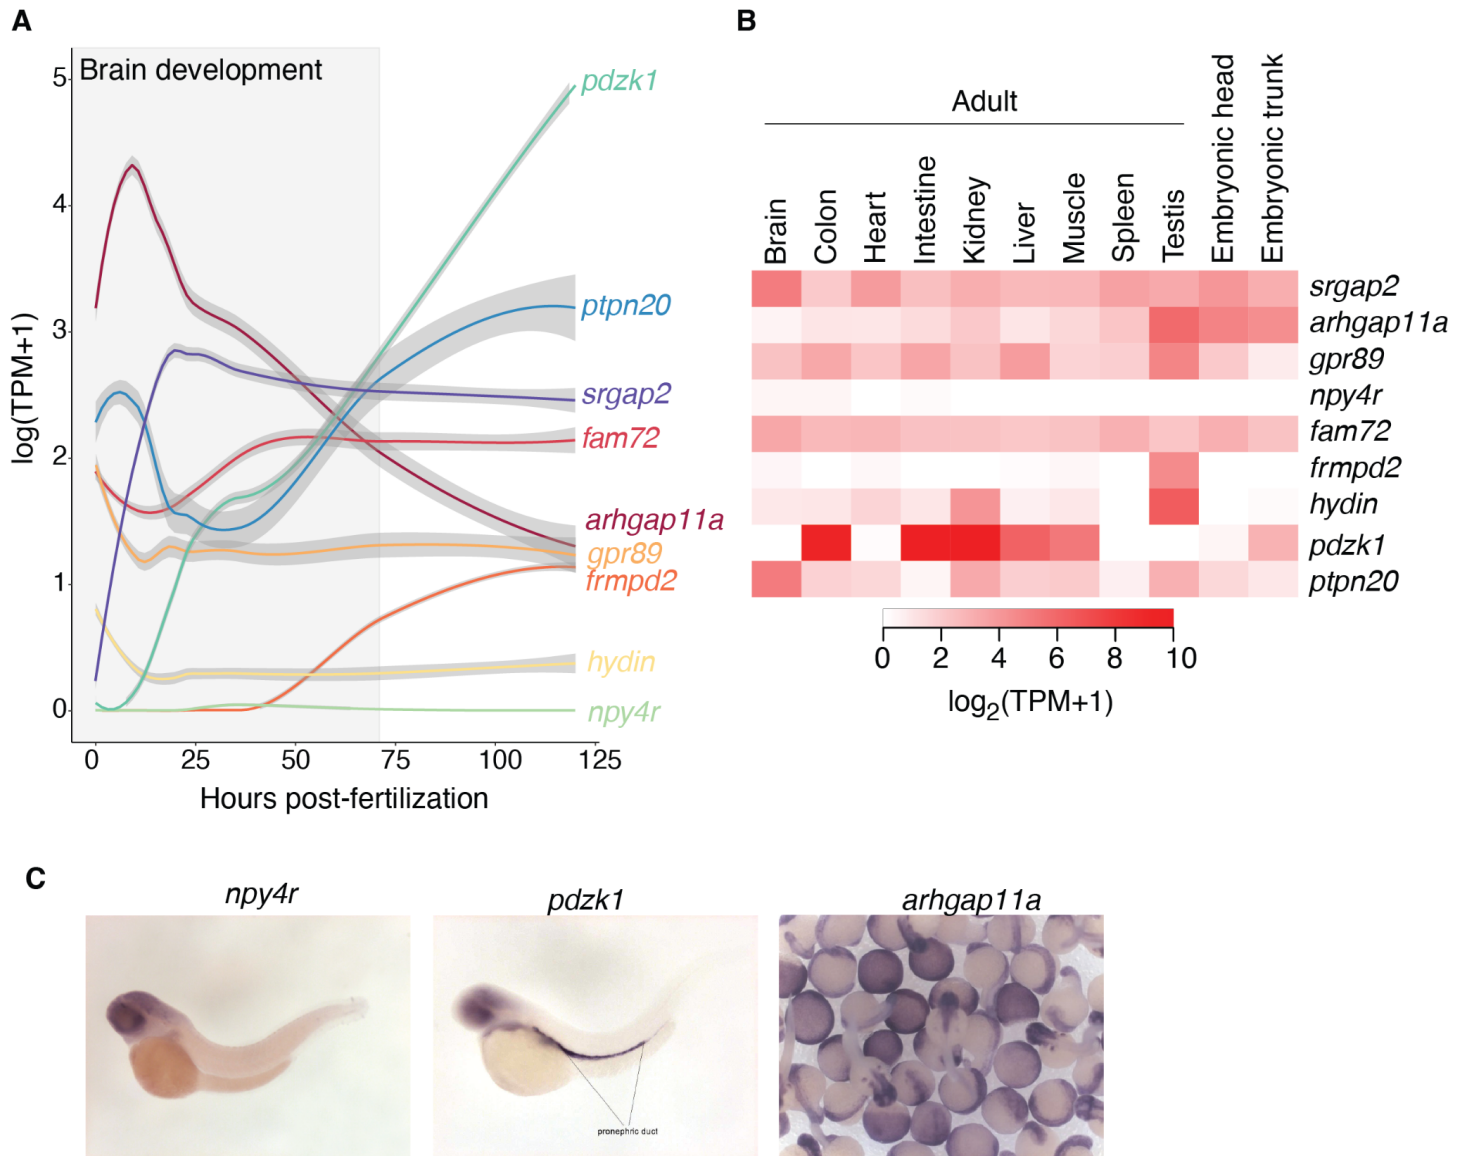 A
Brain development
5
4
3
2
1
0
log(TPM+1)
0 25 50 75 100 125
Hours post-fertilization
pdzk1
ptpn20
srgap2
fam72
arhgap11a
gpr89
frmpd2
hydin
npy4r
B
Adult
Brain
Colon
Heart
Intestine
Kidney
Liver
Muscle
Spleen
Testis
Embryonic head
Embryonic trunk
srgap2
arhgap11a
gpr89
npy4r
fam72
frmpd2
hydin
pdzk1
ptpn20
0 2 4 6 8 10
log2(TPM+1)
C
npy4r
pdzk1
arhgap11a
pronephric duct